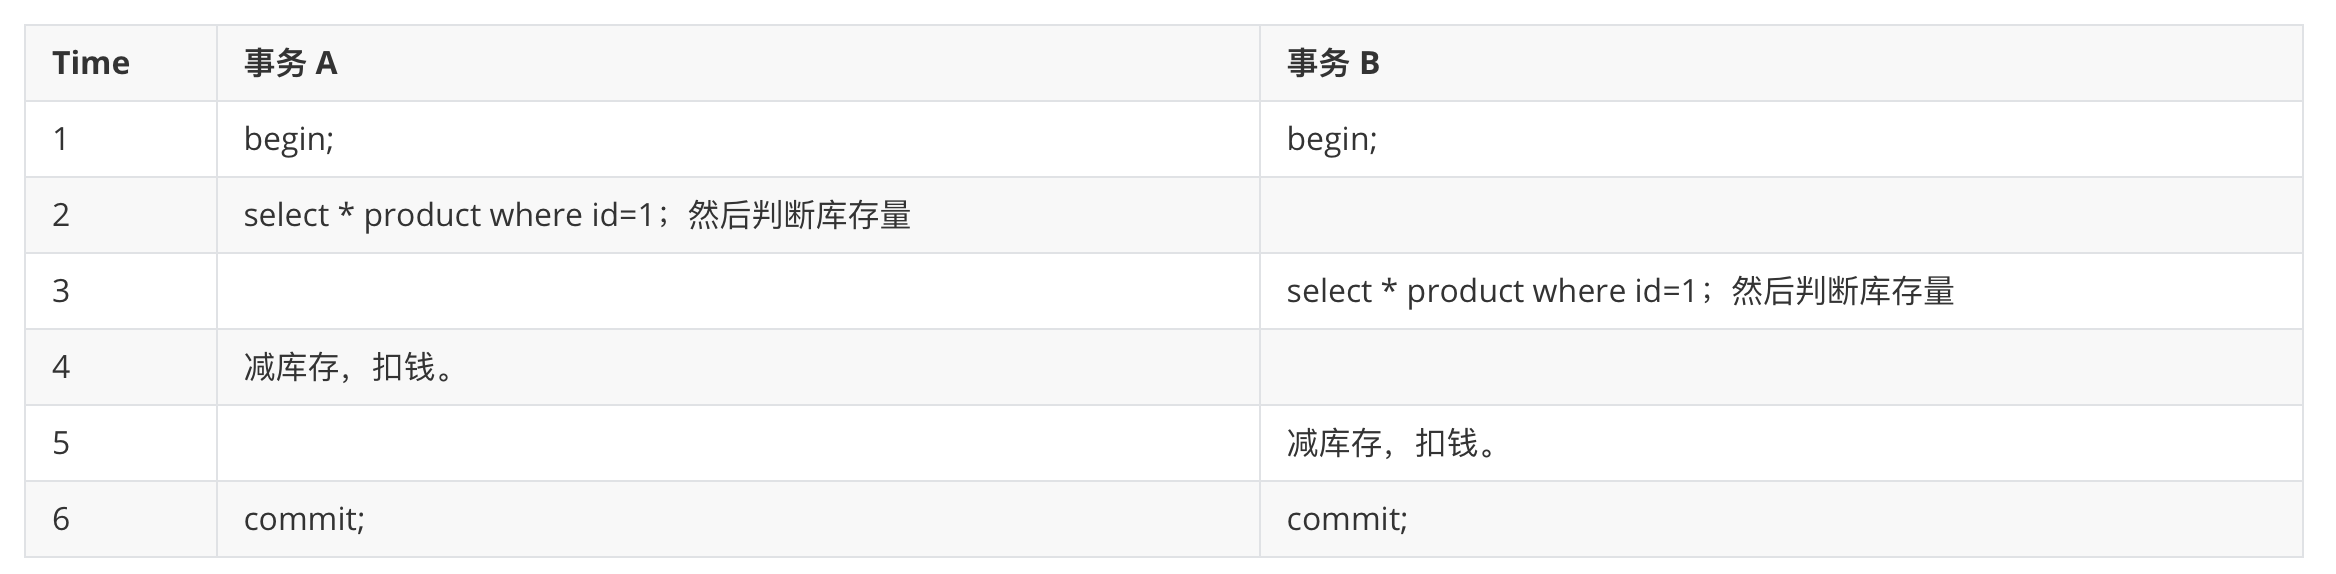 Time 事务 A 事务 B
1 begin; begin;
2 select * product where id=1；然后判断库存量
3 select * product where id=1；然后判断库存量
4 减库存，扣钱。
5 减库存，扣钱。
6 commit; commit;